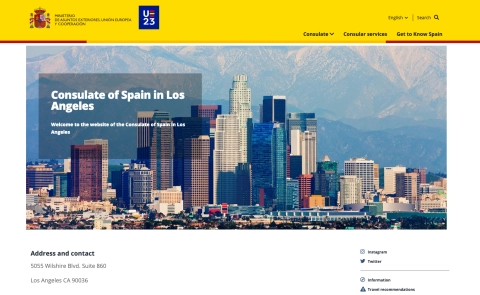 MINISTERIO
DE ASUNTOS EXTERIORES, UNIÓN EUROPEA
Y COOPERACIÓN
U≡
23
English
Search
Consulate
Consular services
Get to Know Spain
Consulate of Spain in Los
Angeles
Welcome to the website of the Consulate of Spain in Los
Angeles
Address and contact
5055 Wilshire Blvd. Suite 860
Los Angeles CA 90036
Instagram
Twitter
Information
Travel recommendations